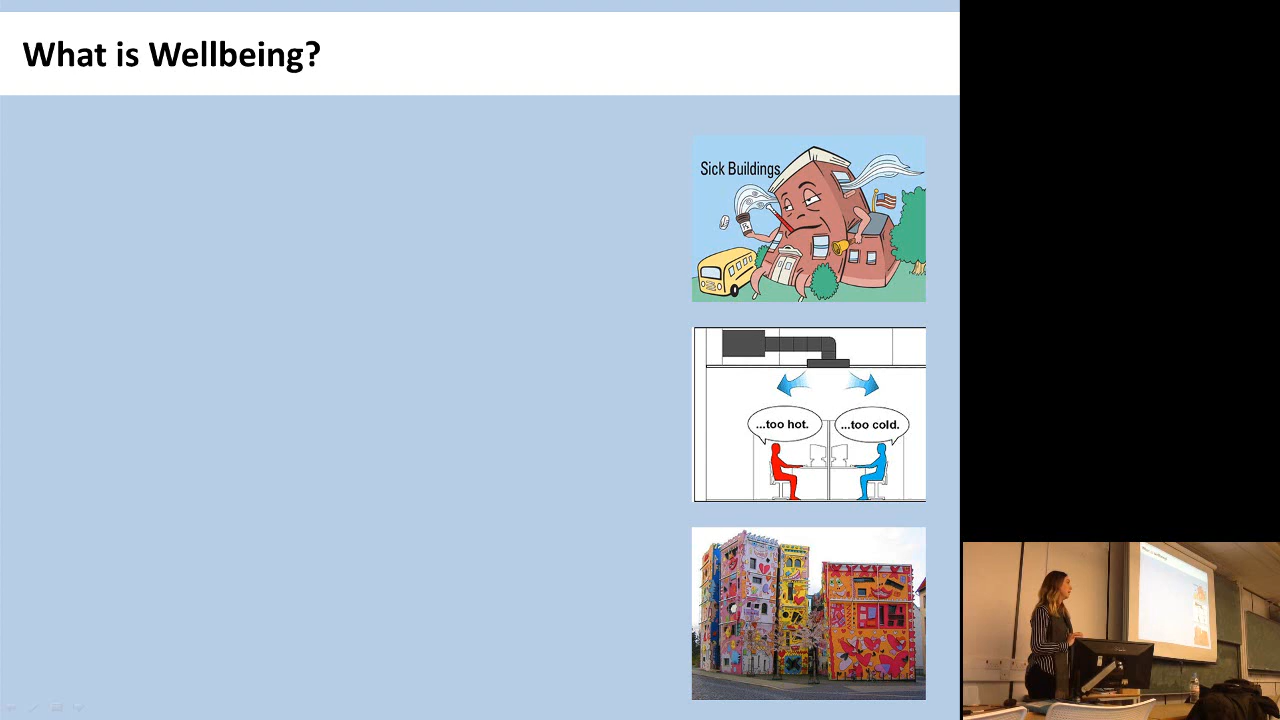 What is Wellbeing?
Sick Buildings
...too hot.
...too cold.